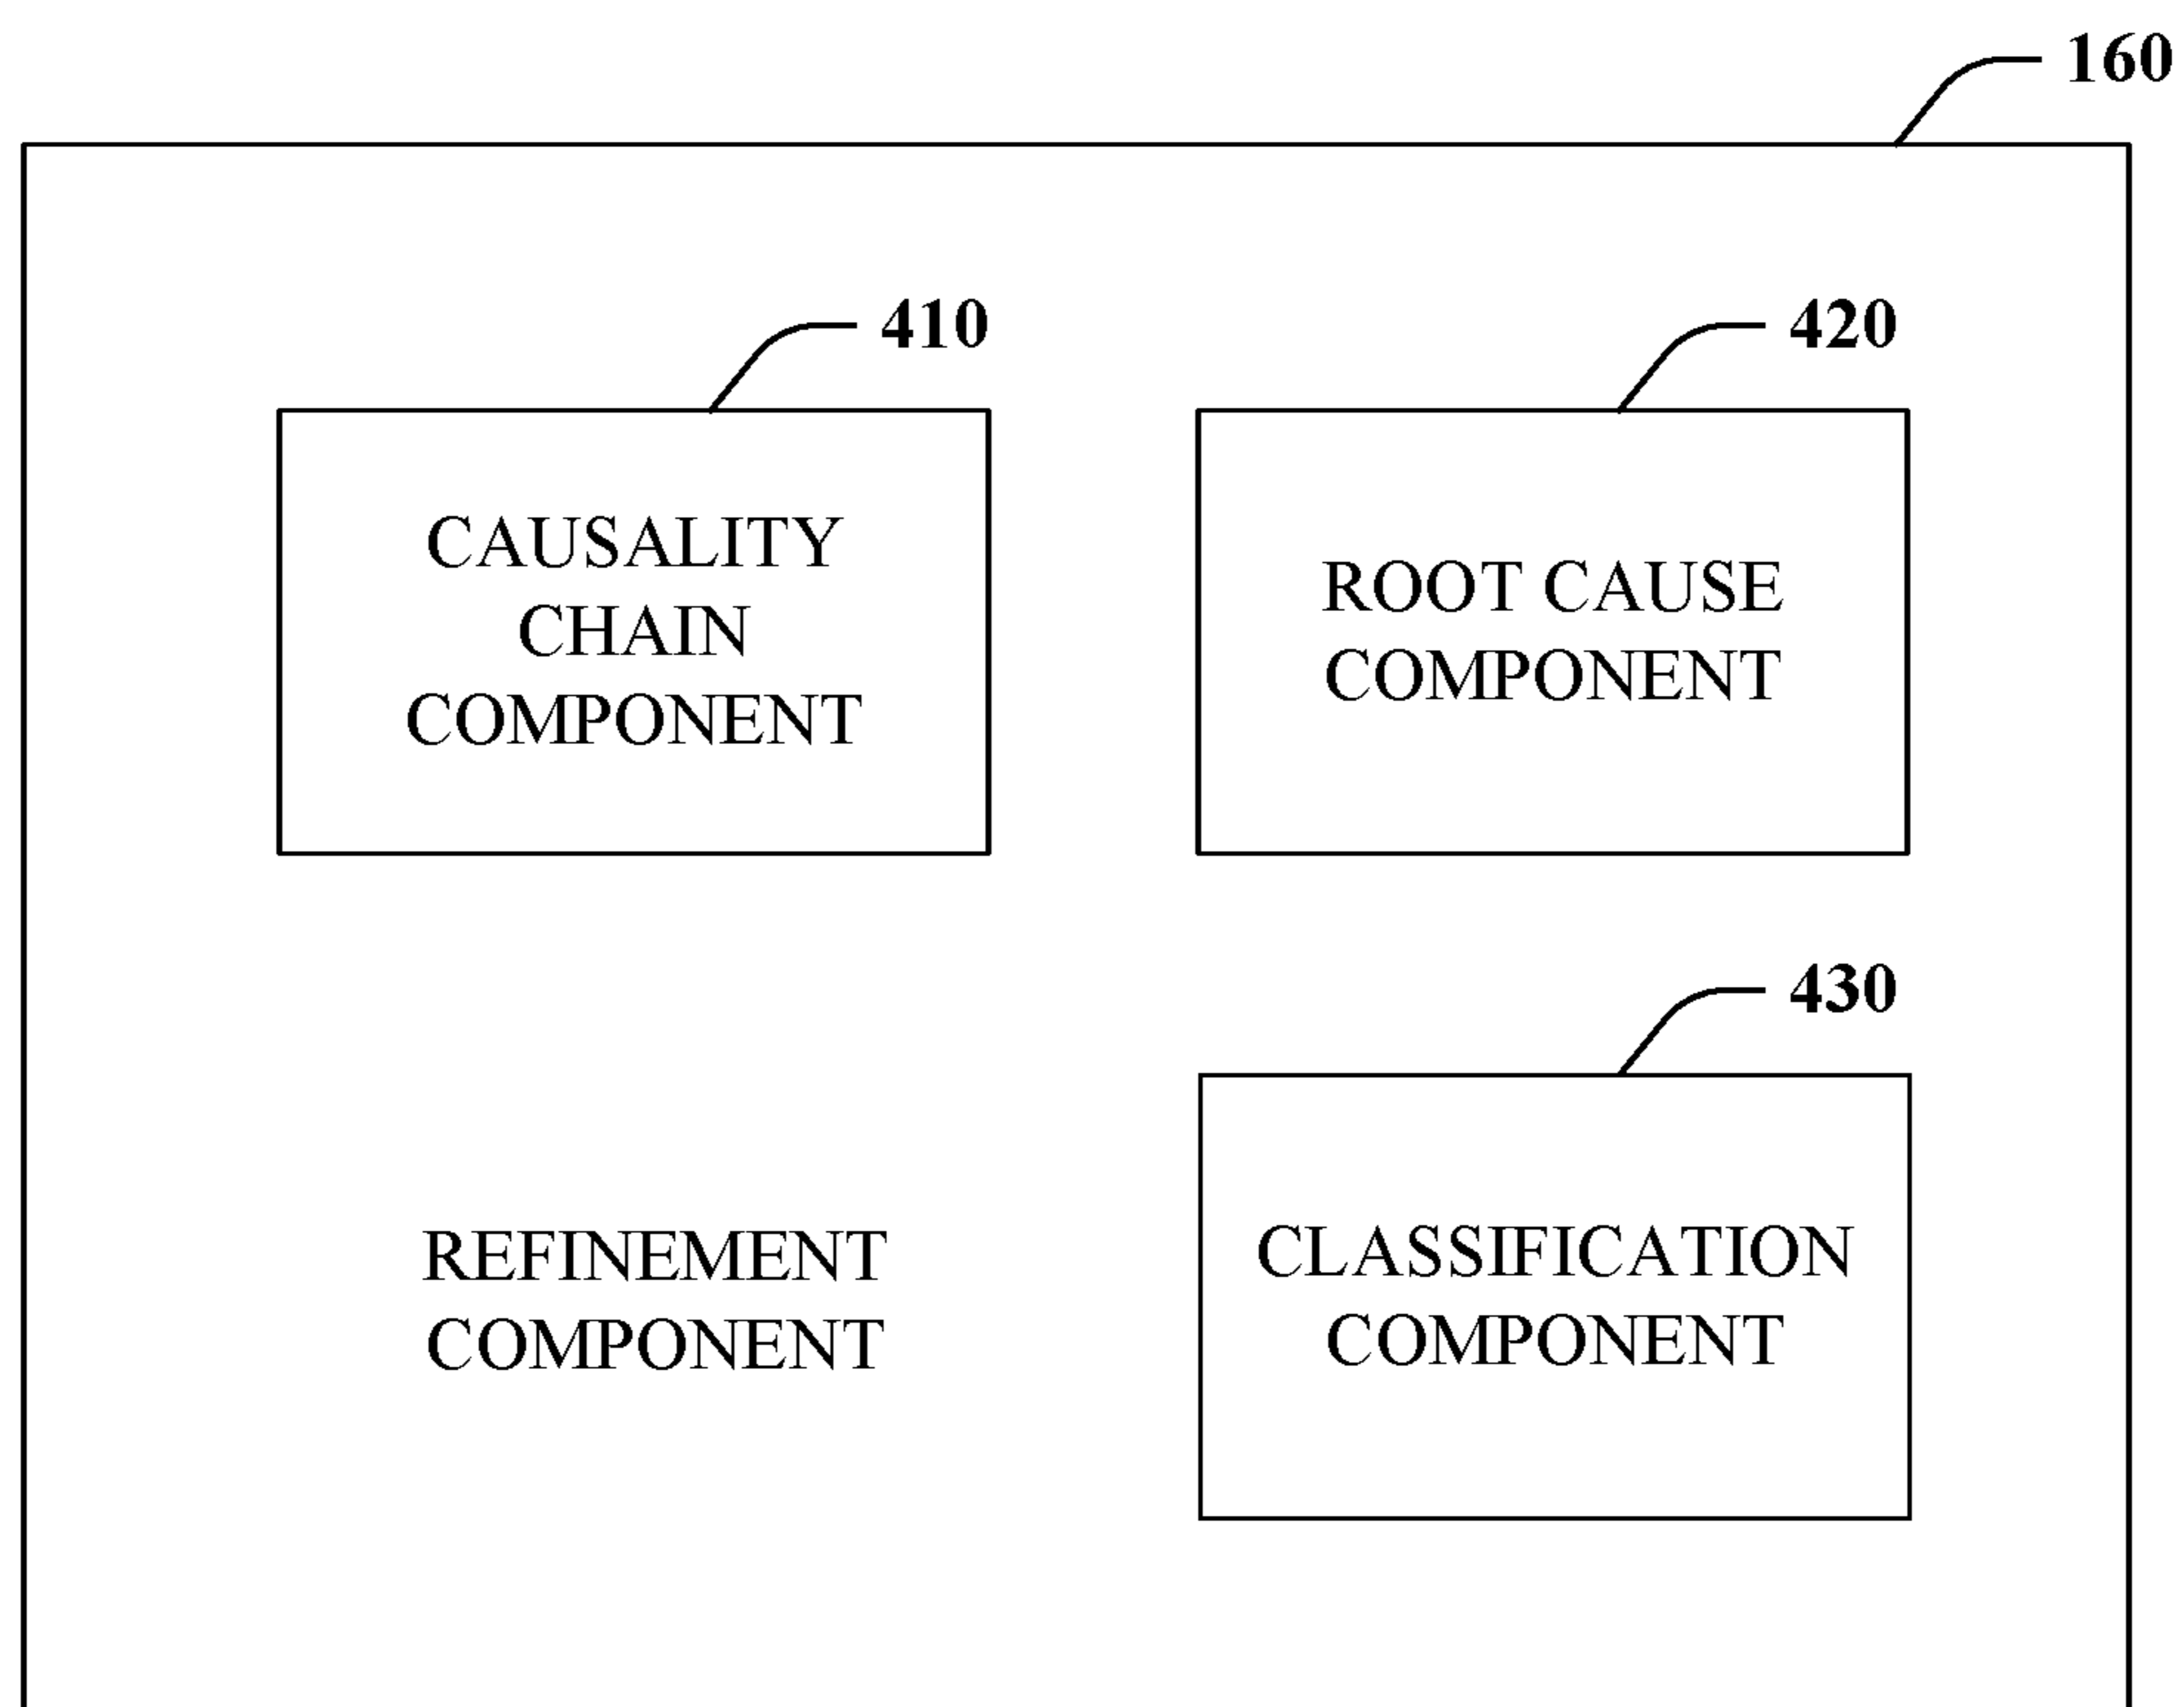 160
410
420
CAUSALITY
CHAIN
COMPONENT
ROOT CAUSE
COMPONENT
430
REFINEMENT
COMPONENT
CLASSIFICATION
COMPONENT